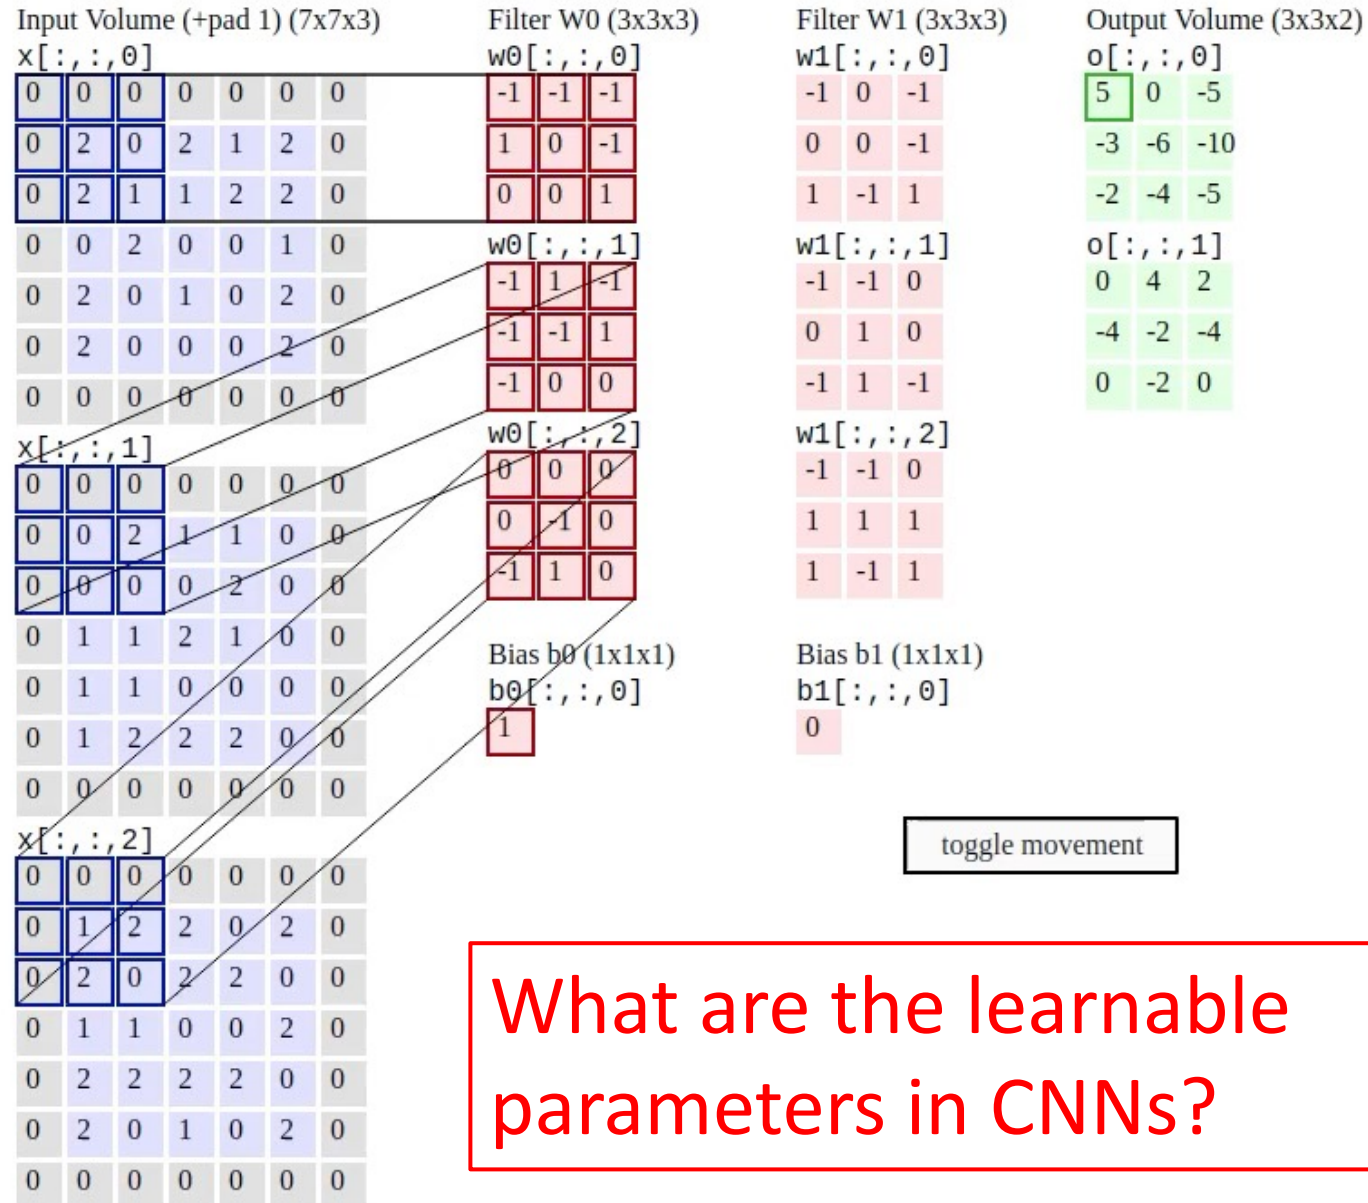 Input Volume (+pad 1) (7x7x3)
x[:,:,0]
0 0 0 0 0 0 0
0 2 0 2 1 2 0
0 2 1 1 2 2 0
0 0 2 0 0 1 0
0 2 0 1 0 2 0
0 2 0 0 0 2 0
0 0 0 0 0 0 0
x[:,:,1]
0 0 0 0 0 0 0
0 0 2 1 1 0 0
0 0 0 0 2 0 0
0 1 1 2 1 0 0
0 1 1 0 0 0 0
0 1 2 2 2 0 0
0 0 0 0 0 0 0
x[:,:,2]
0 0 0 0 0 0 0
0 1 2 2 0 2 0
0 2 0 2 2 0 0
0 1 1 0 0 2 0
0 2 2 2 2 0 0
0 2 0 1 0 2 0
0 0 0 0 0 0 0
Filter W0 (3x3x3)
w0[:,:,0]
-1 -1 -1
1 0 -1
0 0 1
w0[:,:,1]
-1 1 -1
-1 -1 1
-1 0 0
w0[:,:,2]
0 0 0
0 -1 0
-1 1 0
Bias b0 (1x1x1)
b0[:,:,0]
1
Filter W1 (3x3x3)
w1[:,:,0]
-1 0 -1
0 0 -1
1 -1 1
w1[:,:,1]
-1 -1 0
0 1 0
-1 1 -1
w1[:,:,2]
-1 -1 0
1 1 1
1 -1 1
Bias b1 (1x1x1)
b1[:,:,0]
0
Output Volume (3x3x2)
o[:,:,0]
5 0 -5
-3 -6 -10
-2 -4 -5
o[:,:,1]
0 4 2
-4 -2 -4
0 -2 0
toggle movement
What are the learnable
parameters in CNNs?